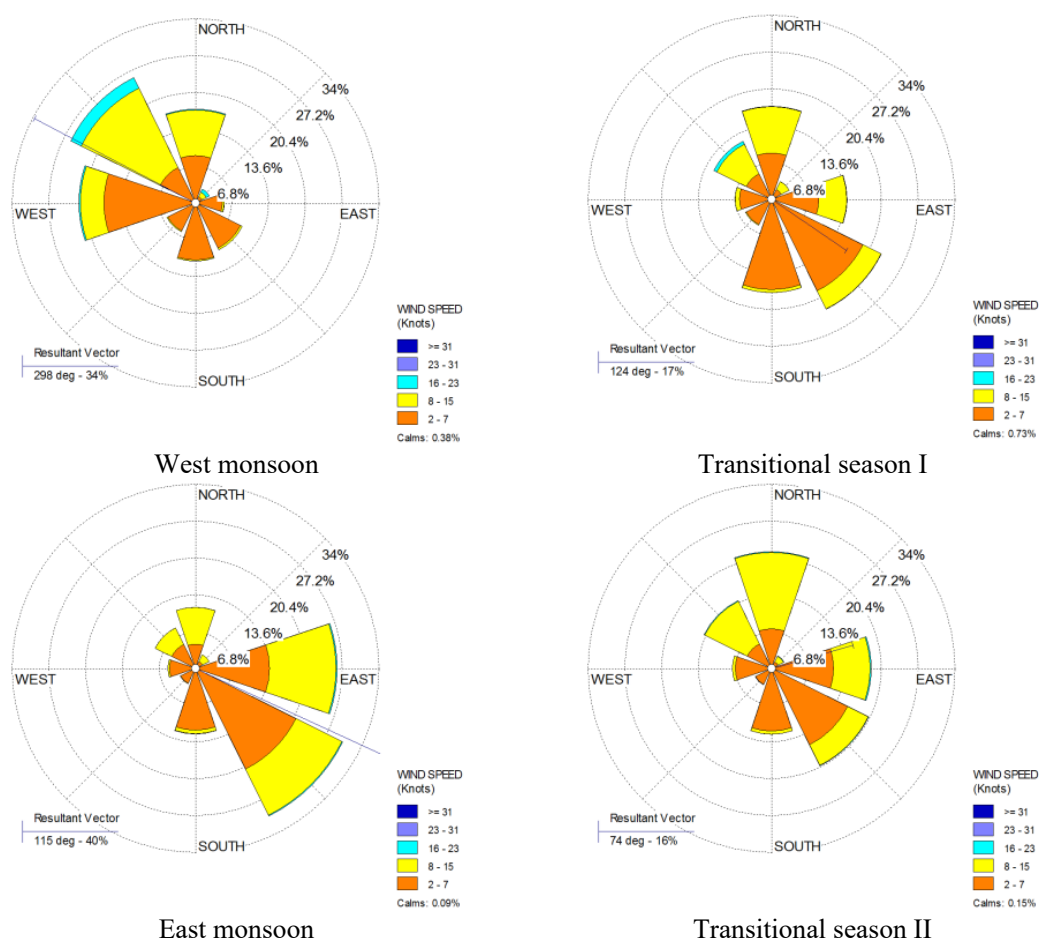 NORTH
34%
27.2%
20.4%
13.6%
6.8%
WEST
EAST
SOUTH
WIND SPEED
(Knots)
>= 31
23 - 31
16 - 23
8 - 15
2 - 7
Calms: 0.38%
Resultant Vector
298 deg - 34%
West monsoon
NORTH
34%
27.2%
20.4%
13.6%
6.8%
WEST
EAST
SOUTH
WIND SPEED
(Knots)
>= 31
23 - 31
16 - 23
8 - 15
2 - 7
Calms: 0.73%
Resultant Vector
124 deg - 17%
Transitional season I
NORTH
34%
27.2%
20.4%
13.6%
6.8%
WEST
EAST
SOUTH
WIND SPEED
(Knots)
>= 31
23 - 31
16 - 23
8 - 15
2 - 7
Calms: 0.09%
Resultant Vector
115 deg - 40%
East monsoon
NORTH
34%
27.2%
20.4%
13.6%
6.8%
WEST
EAST
SOUTH
WIND SPEED
(Knots)
>= 31
23 - 31
16 - 23
8 - 15
2 - 7
Calms: 0.15%
Resultant Vector
74 deg - 16%
Transitional season II